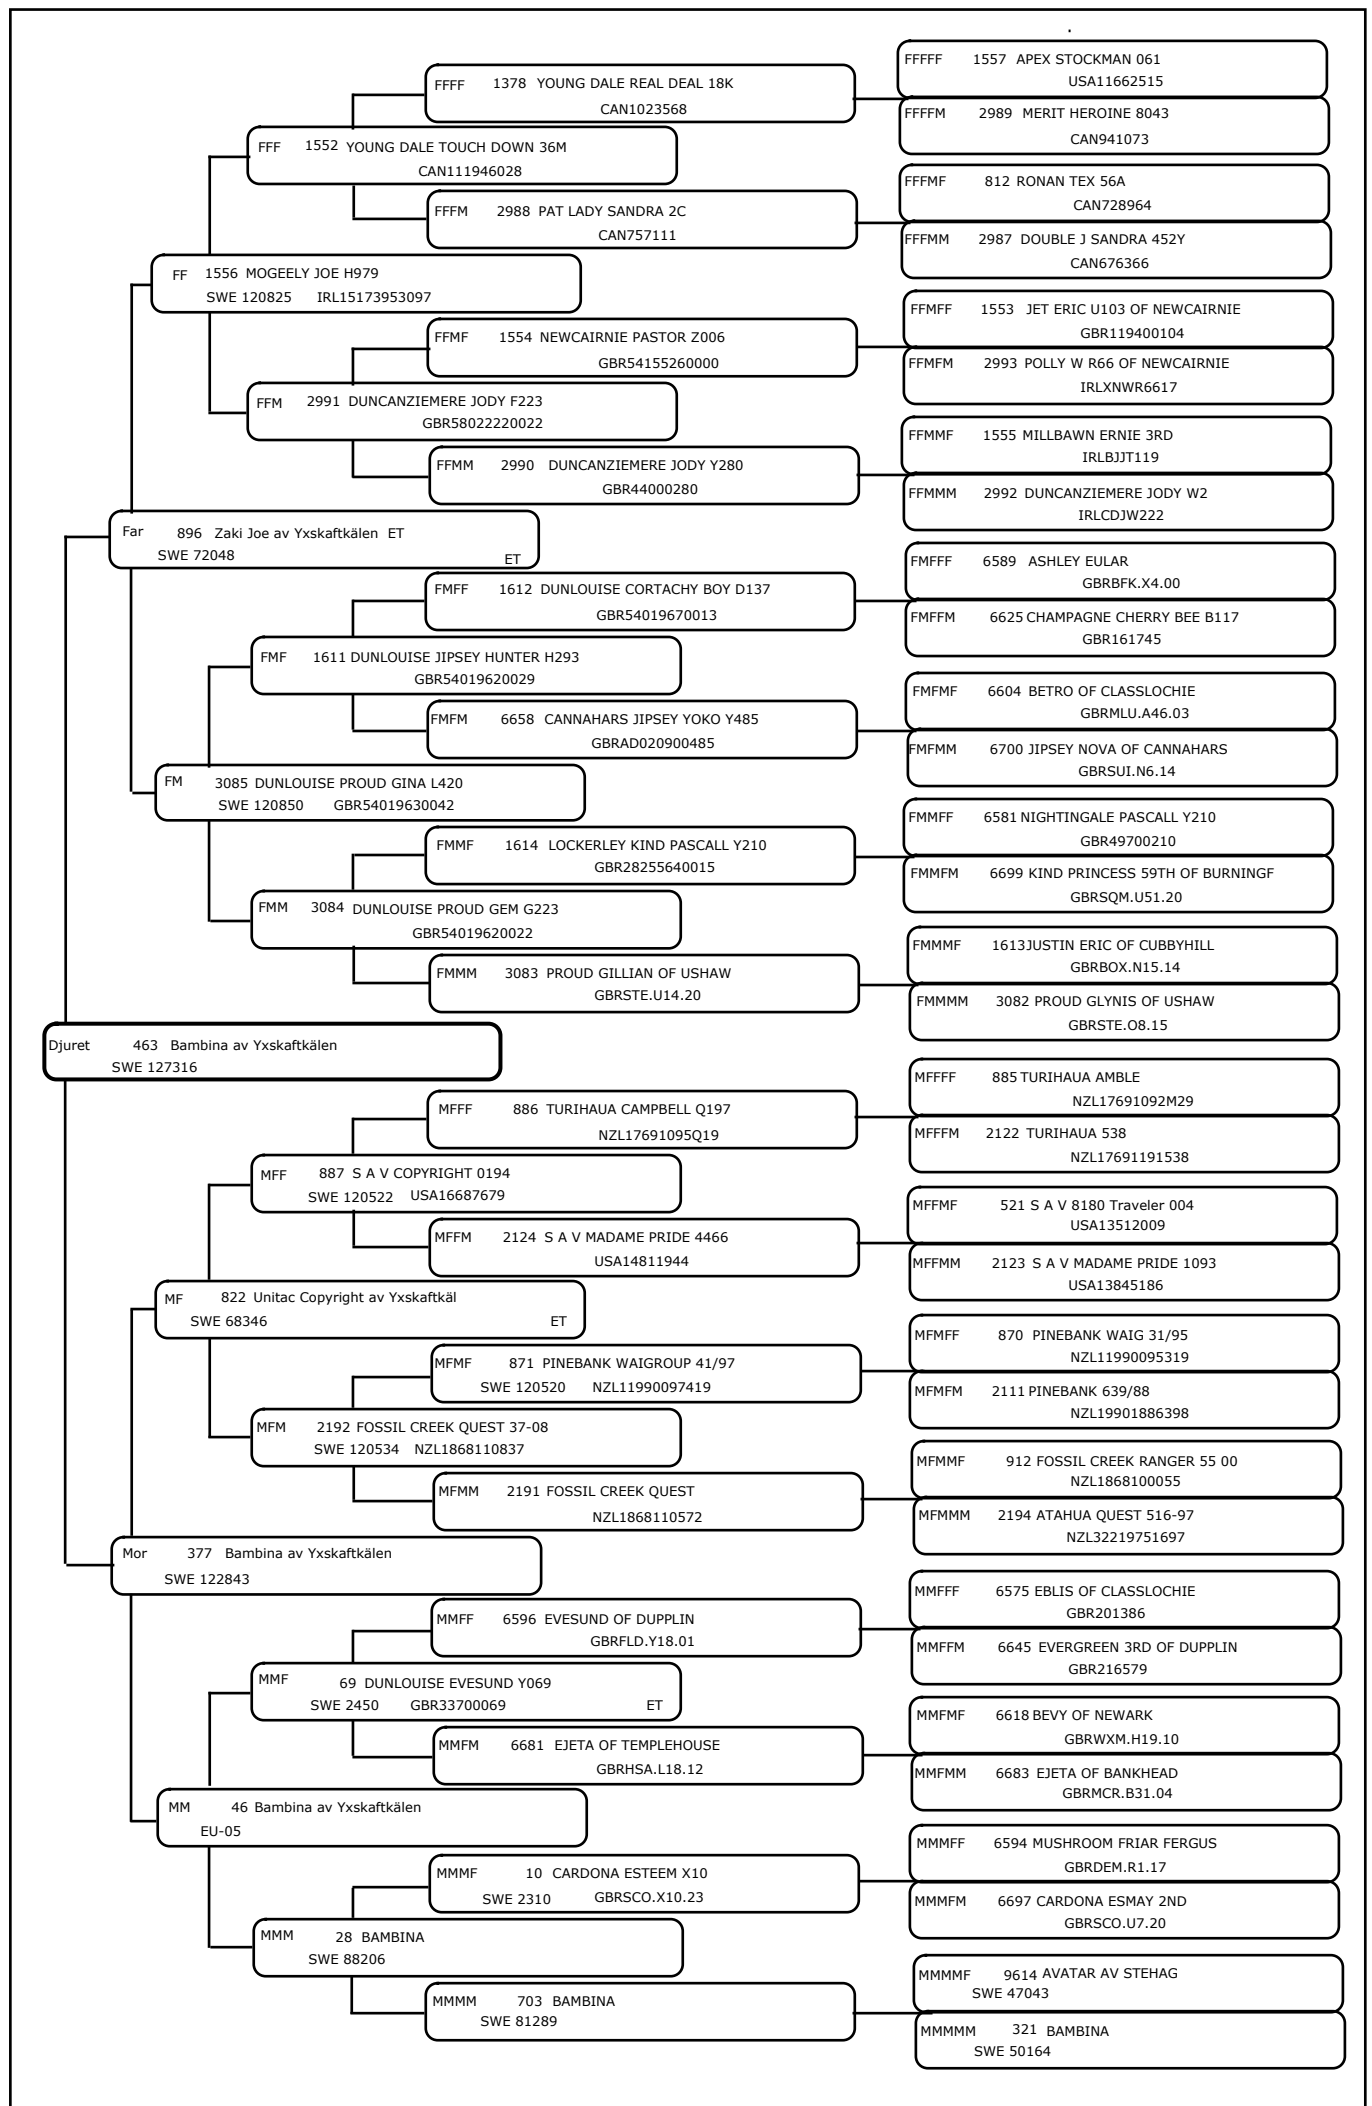 FFFFF 1557 APEX STOCKMAN 061
USA11662515
FFFF 1378 YOUNG DALE REAL DEAL 18K
CAN1023568
FFFFM 2989 MERIT HEROINE 8043
CAN941073
FFF 1552 YOUNG DALE TOUCH DOWN 36M
CAN111946028
FFFMF 812 RONAN TEX 56A
CAN728964
FFFM 2988 PAT LADY SANDRA 2C
CAN757111
FFFMM 2987 DOUBLE J SANDRA 452Y
CAN676366
FF 1556 MOGEELY JOE H979
SWE 120825 IRL15173953097
FFMFF 1553 JET ERIC U103 OF NEWCAIRNIE
GBR119400104
FFMF 1554 NEWCAIRNIE PASTOR Z006
GBR54155260000
FFMFM 2993 POLLY W R66 OF NEWCAIRNIE
IRLXNWR6617
FFM 2991 DUNCANZIEMERE JODY F223
GBR58022220022
FFMMF 1555 MILLBAWN ERNIE 3RD
IRLBJJT119
FFMM 2990 DUNCANZIEMERE JODY Y280
GBR44000280
FFMMM 2992 DUNCANZIEMERE JODY W2
IRLCDJW222
Far 896 Zaki Joe av Yxskaftkälen ET
SWE 72048 ET
FMFFF 6589 ASHLEY EULAR
GBRBFK.X4.00
FMFF 1612 DUNLOUISE CORTACHY BOY D137
GBR54019670013
FMFFM 6625 CHAMPAGNE CHERRY BEE B117
GBR161745
FMF 1611 DUNLOUISE JIPSEY HUNTER H293
GBR54019620029
FMFMF 6604 BETRO OF CLASSLOCHIE
GBRMLU.A46.03
FMFM 6658 CANNAHARS JIPSEY YOKO Y485
GBRAD020900485
FMFMM 6700 JIPSEY NOVA OF CANNAHARS
GBRSUI.N6.14
FM 3085 DUNLOUISE PROUD GINA L420
SWE 120850 GBR54019630042
FMMFF 6581 NIGHTINGALE PASCALL Y210
GBR49700210
FMMF 1614 LOCKERLEY KIND PASCALL Y210
GBR28255640015
FMMFM 6699 KIND PRINCESS 59TH OF BURNINGF
GBRSQM.U51.20
FMM 3084 DUNLOUISE PROUD GEM G223
GBR54019620022
FMMMF 1613 JUSTIN ERIC OF CUBBYHILL
GBRBOX.N15.14
FMMM 3083 PROUD GILLIAN OF USHAW
GBRSTE.U14.20
FMMMM 3082 PROUD GLYNIS OF USHAW
GBRSTE.O8.15
Djuret 463 Bambina av Yxskaftkälen
SWE 127316
MFFFF 885 TURIHAUA AMBLE
NZL17691092M29
MFFF 886 TURIHAUA CAMPBELL Q197
NZL17691095Q19
MFFFM 2122 TURIHAUA 538
NZL17691191538
MFF 887 S A V COPYRIGHT 0194
SWE 120522 USA16687679
MFFMF 521 S A V 8180 Traveler 004
USA13512009
MFFM 2124 S A V MADAME PRIDE 4466
USA14811944
MFFMM 2123 S A V MADAME PRIDE 1093
USA13845186
MF 822 Unitac Copyright av Yxskaftkäl
SWE 68346 ET
MFMFF 870 PINEBANK WAIG 31/95
NZL11990095319
MFMF 871 PINEBANK WAIGROUP 41/97
SWE 120520 NZL11990097419
MFMFM 2111 PINEBANK 639/88
NZL19901886398
MFM 2192 FOSSIL CREEK QUEST 37-08
SWE 120534 NZL1868110837
MFMMF 912 FOSSIL CREEK RANGER 55 00
NZL1868100055
MFMM 2191 FOSSIL CREEK QUEST
NZL1868110572
MFMMM 2194 ATAHUA QUEST 516-97
NZL32219751697
Mor 377 Bambina av Yxskaftkälen
SWE 122843
MMFFF 6575 EBLIS OF CLASSLOCHIE
GBR201386
MMFF 6596 EVESUND OF DUPPLIN
GBRFLD.Y18.01
MMFFM 6645 EVERGREEN 3RD OF DUPPLIN
GBR216579
MMF 69 DUNLOUISE EVESUND Y069
SWE 2450 GBR33700069 ET
MMFMF 6618 BEVY OF NEWARK
GBRWXM.H19.10
MMFM 6681 EJETA OF TEMPLEHOUSE
GBRHSA.L18.12
MMFMM 6683 EJETA OF BANKHEAD
GBRMCR.B31.04
MM 46 Bambina av Yxskaftkälen
EU-05
MMMFF 6594 MUSHROOM FRIAR FERGUS
GBRDEM.R1.17
MMMF 10 CARDONA ESTEEM X10
SWE 2310 GBRSCO.X10.23
MMMFM 6697 CARDONA ESMAY 2ND
GBRSCO.U7.20
MMM 28 BAMBINA
SWE 88206
MMMMF 9614 AVATAR AV STEHAG
SWE 47043
MMMM 703 BAMBINA
SWE 81289
MMMMM 321 BAMBINA
SWE 50164